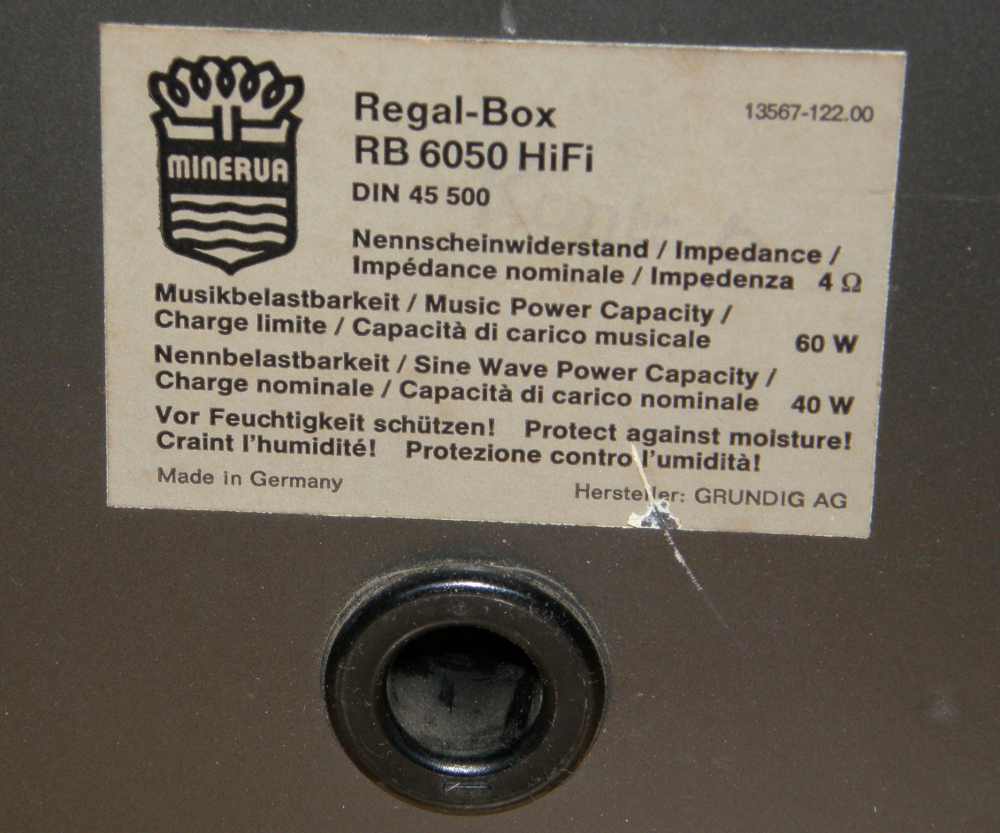 MINERVA
Regal-Box
13567-122.00
RB 6050 HiFi
DIN 45 500
Nennscheinwiderstand / Impedance /
Impédance nominale / Impedenza 4 Ω
Musikbelastbarkeit / Music Power Capacity /
Charge limite / Capacità di carico musicale 60 W
Nennbelastbarkeit / Sine Wave Power Capacity /
Charge nominale / Capacità di carico nominale 40 W
Vor Feuchtigkeit schützen! Protect against moisture!
Craint l'humidité! Protezione contro l'umidità!
Made in Germany
Hersteller: GRUNDIG AG